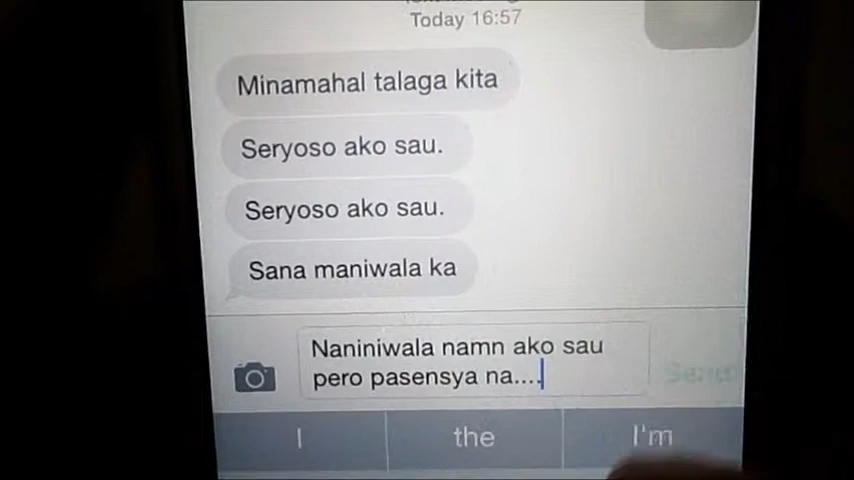 Today 16:57
Minamahal talaga kita
Seryoso ako sau.
Seryoso ako sau.
Sana maniwala ka
Naniniwala namn ako sau
pero pasensya na....
Send
I
the
I'm